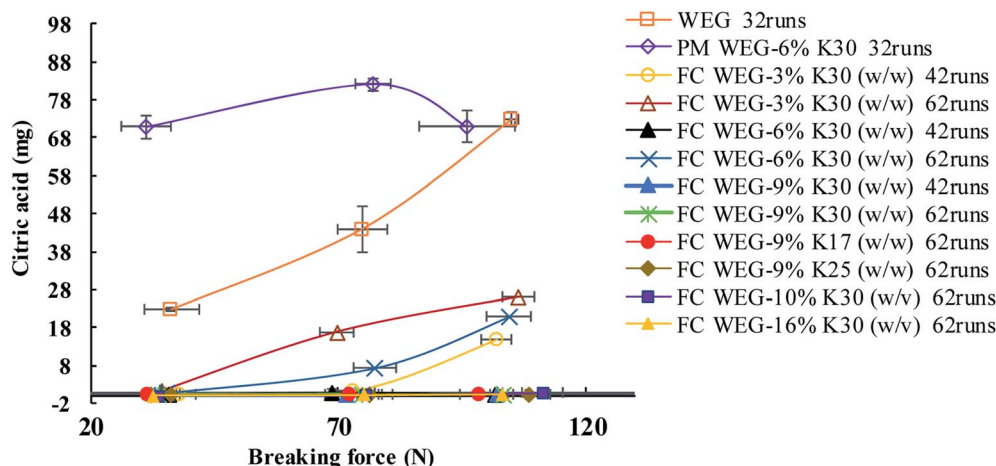 98
88
78
68
58
48
38
28
18
8
-2
Citric acid (mg)
20
70
120
Breaking force (N)
WEG 32runs
PM WEG-6% K30 32runs
FC WEG-3% K30 (w/w) 42runs
FC WEG-3% K30 (w/w) 62runs
FC WEG-6% K30 (w/w) 42runs
FC WEG-6% K30 (w/w) 62runs
FC WEG-9% K30 (w/w) 42runs
FC WEG-9% K30 (w/w) 62runs
FC WEG-9% K17 (w/w) 62runs
FC WEG-9% K25 (w/w) 62runs
FC WEG-10% K30 (w/v) 62runs
FC WEG-16% K30 (w/v) 62runs